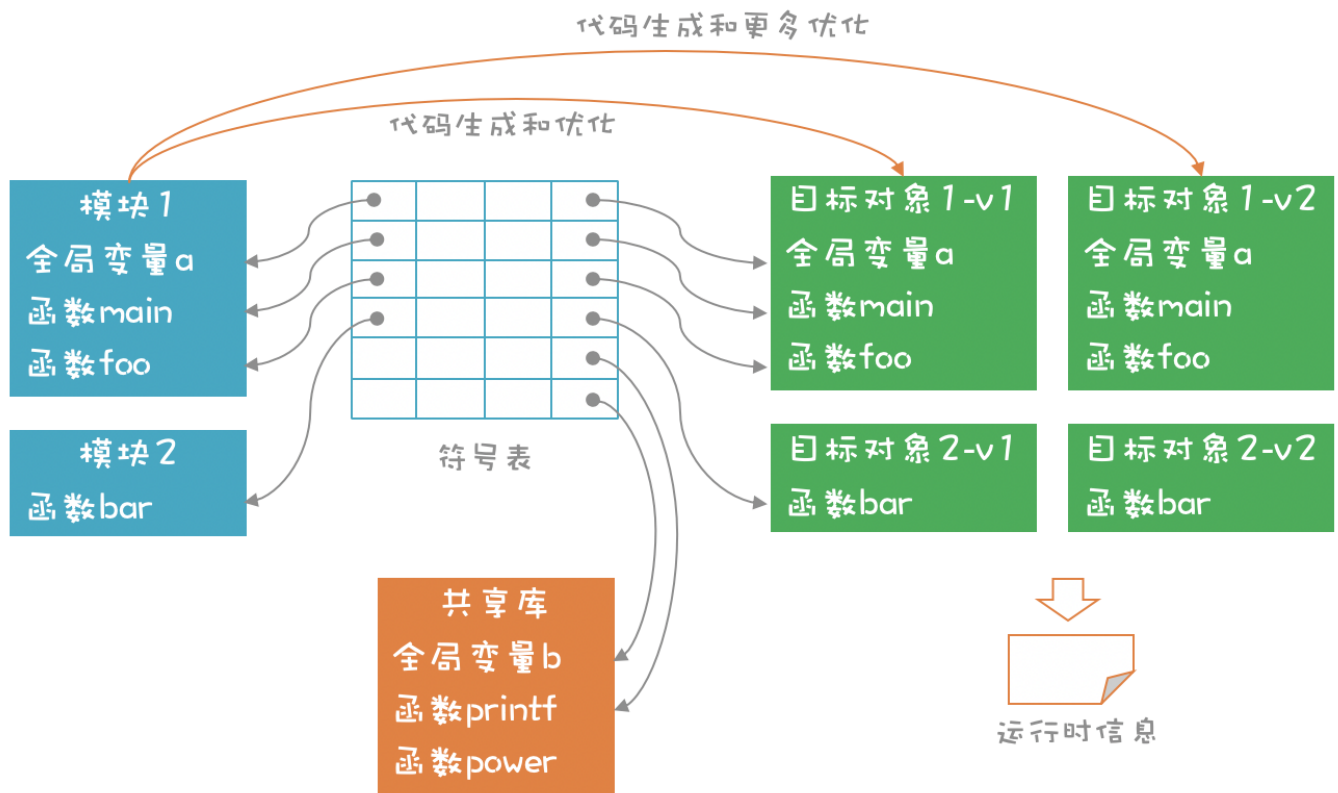 代码生成和更多优化
代码生成和优化
模块1
全局变量a
函数main
函数foo
模块2
函数bar
符号表
目标对象1-v1
全局变量a
函数main
函数foo
目标对象1-v2
全局变量a
函数main
函数foo
目标对象2-v1
函数bar
目标对象2-v2
函数bar
共享库
全局变量b
函数printf
函数power
运行时信息